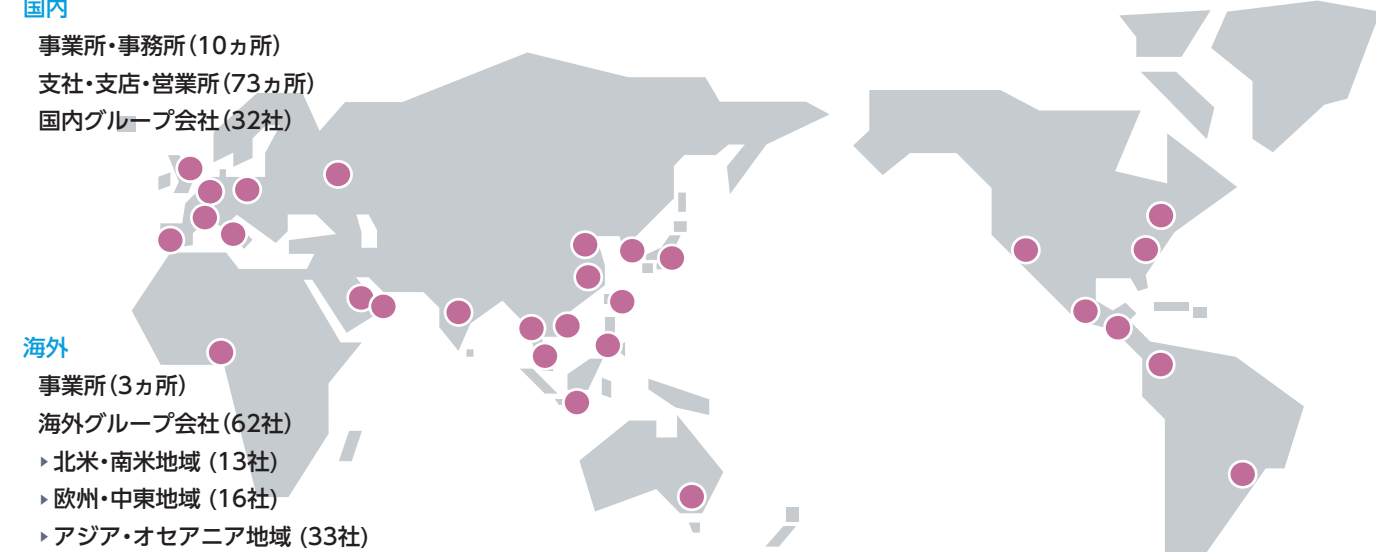 国内
事業所・事務所（10ヵ所）
支社・支店・営業所（73ヵ所）
国内グループ会社（32社）
海外
事業所（3ヵ所）
海外グループ会社（62社）
▸北米・南米地域 (13社)
▸欧州・中東地域 (16社)
▸アジア・オセアニア地域 (33社)